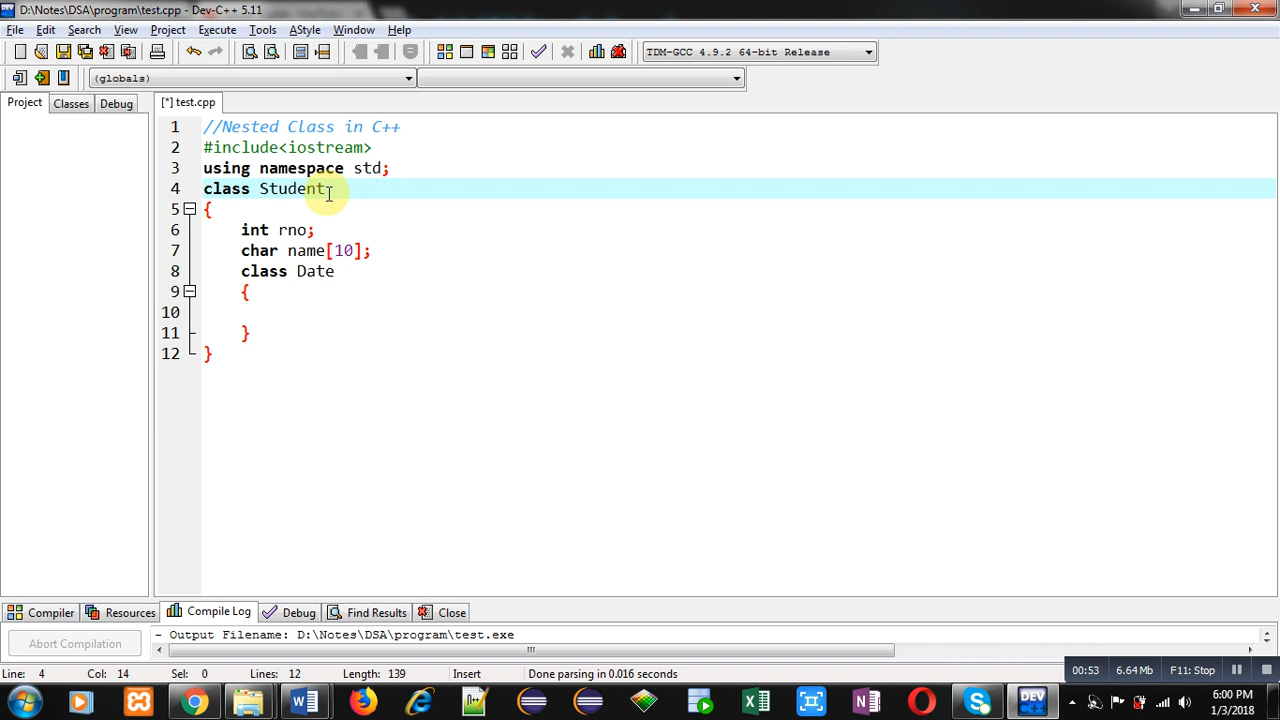 D:\Notes\DSA\program\test.cpp - Dev-C++ 5.11
File Edit Search View Project Execute Tools AStyle Window Help
TDM-GCC 4.9.2 64-bit Release
(globals)
Project Classes Debug [*] test.cpp
1 //Nested Class in C++
2 #include<iostream>
3 using namespace std;
4 class Student
5 {
6 int rno;
7 char name[10];
8 class Date
9 {
10
11 }
12 }
Compiler Resources Compile Log Debug Find Results Close
Abort Compilation - Output Filename: D:\Notes\DSA\program\test.exe
Line: 4 Col: 14 Sel: 0 Lines: 12 Length: 139 Insert Done parsing in 0.016 seconds 00:53 6.64 Mb F11: Stop
DEV 6:00 PM
1/3/2018